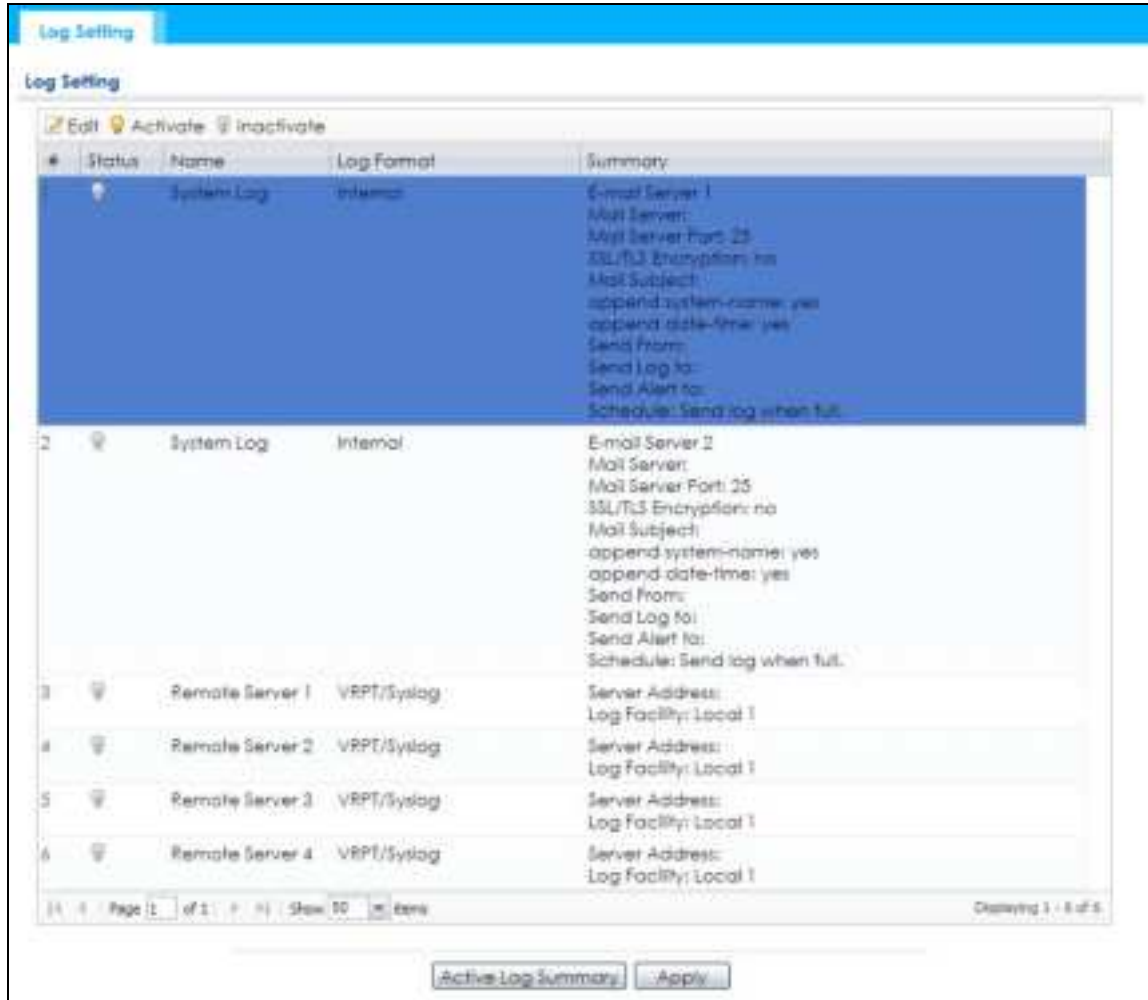 Log Setting
Log Setting
Edit Activate Inactivate
# Status Name Log Format Summary
1 System Log Internal E-mail Server 1
Mail Server:
Mail Server Port: 25
SSL/TLS Encryption: no
Mail Subject:
append system-name: yes
append date-time: yes
Send From:
Send Log to:
Send Alert to:
Schedule: Send log when full.
2 System Log Internal E-mail Server 2
Mail Server:
Mail Server Port: 25
SSL/TLS Encryption: no
Mail Subject:
append system-name: yes
append date-time: yes
Send From:
Send Log to:
Send Alert to:
Schedule: Send log when full.
3 Remote Server 1 VRPT/Syslog Server Address:
Log Facility: Local 1
4 Remote Server 2 VRPT/Syslog Server Address:
Log Facility: Local 1
5 Remote Server 3 VRPT/Syslog Server Address:
Log Facility: Local 1
6 Remote Server 4 VRPT/Syslog Server Address:
Log Facility: Local 1
Page 1 of 1 Show 50 items Displaying 1 - 6 of 6
Active Log Summary Apply